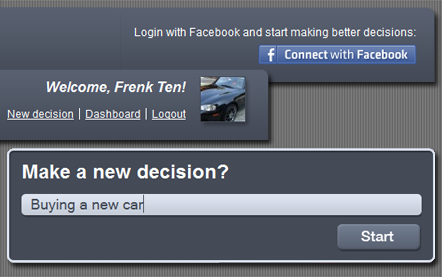 Login with Facebook and start making better decisions:
f Connect with Facebook
Welcome, Frenk Ten!
New decision | Dashboard | Logout
Make a new decision?
Buying a new car
Start